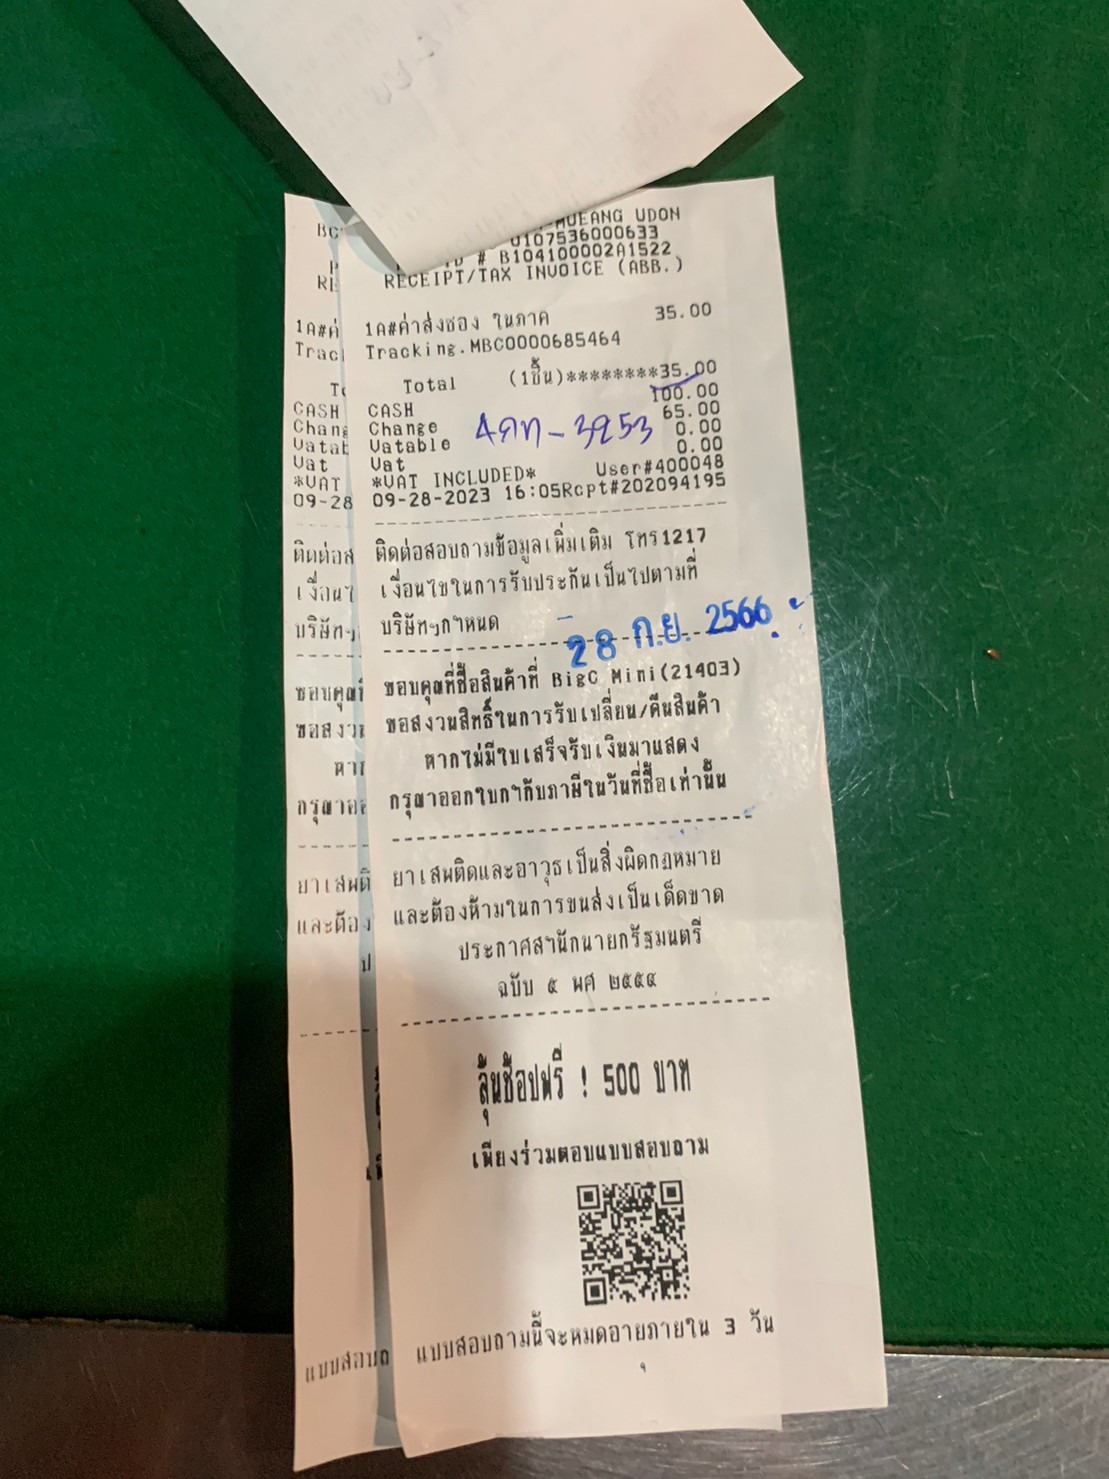 MUEANG UDON
0107536000633
# B104100002A1522
RECEIPT/TAX INVOICE (ABB.)
1A#ค่าส่งซอง ในภาค 35.00
Tracking.MBC0000685464
Total (1ชิ้น)********35.00
CASH 100.00
Change 65.00
Vatable 0.00
Vat 0.00
*VAT INCLUDED* User#400048
09-28-2023 16:05Rcpt#202094195
ติดต่อสอบถามข้อมูลเพิ่มเติม โทร1217
เงื่อนไขในการรับประกันเป็นไปตามที่
บริษัทฯกำหนด
28 ก.ย. 2566
ขอบคุณที่ซื้อสินค้าที่ BigC Mini(21403)
ขอสงวนสิทธิ์ในการรับเปลี่ยน/คืนสินค้า
หากไม่มีใบเสร็จรับเงินมาแสดง
กรุณาออกใบกำกับภาษีในวันที่ซื้อเท่านั้น
ยาเสพติดและอาวุธเป็นสิ่งผิดกฎหมาย
และต้องห้ามในการขนส่งเป็นเด็ดขาด
ประกาศสำนักนายกรัฐมนตรี
ฉบับ ๕ พศ ๒๕๕๔
ลุ้นช้อปฟรี ! 500 บาท
เพียงร่วมตอบแบบสอบถาม
แบบสอบถามนี้จะหมดอายุภายใน 3 วัน